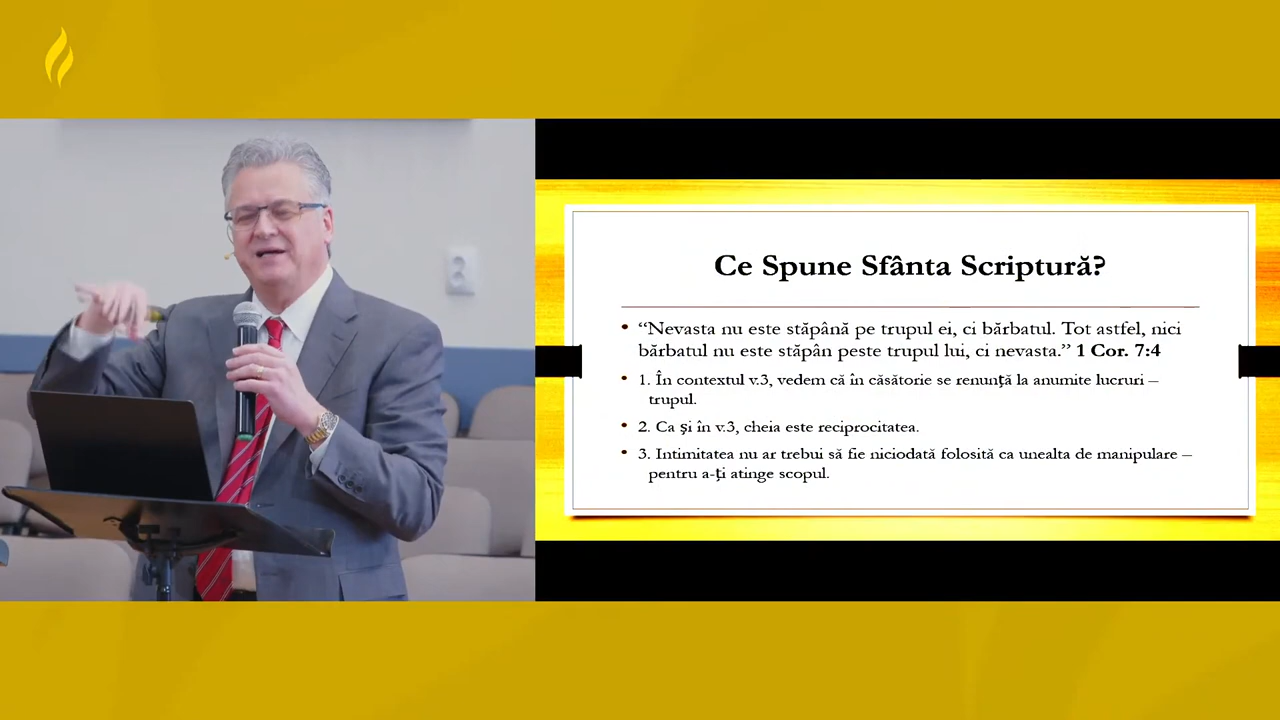 Ce Spune Sfânta Scriptură?
• “Nevasta nu este stăpână pe trupul ei, ci bărbatul. Tot astfel, nici
bărbatul nu este stăpân peste trupul lui, ci nevasta.” 1 Cor. 7:4
• 1. În contextul v.3, vedem că în căsătorie se renunţă la anumite lucruri –
trupul.
• 2. Ca şi în v.3, cheia este reciprocitatea.
• 3. Intimitatea nu ar trebui să fie niciodată folosită ca unealta de manipulare –
pentru a-ţi atinge scopul.